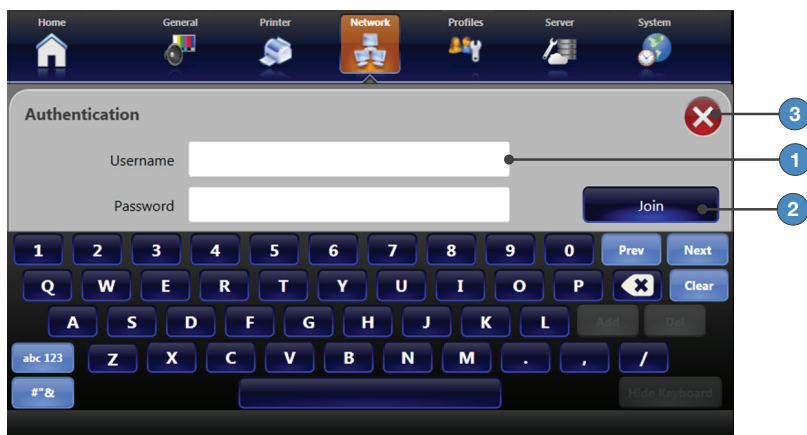 Home General Printer Network Profiles Server System
Authentication
3
Username
1
Password
Join
2
1 2 3 4 5 6 7 8 9 0 Prev Next
Q W E R T Y U I O P Clear
A S D F G H J K L Add Del
abc 123 Z X C V B N M . , /
#"& Hide Keyboard